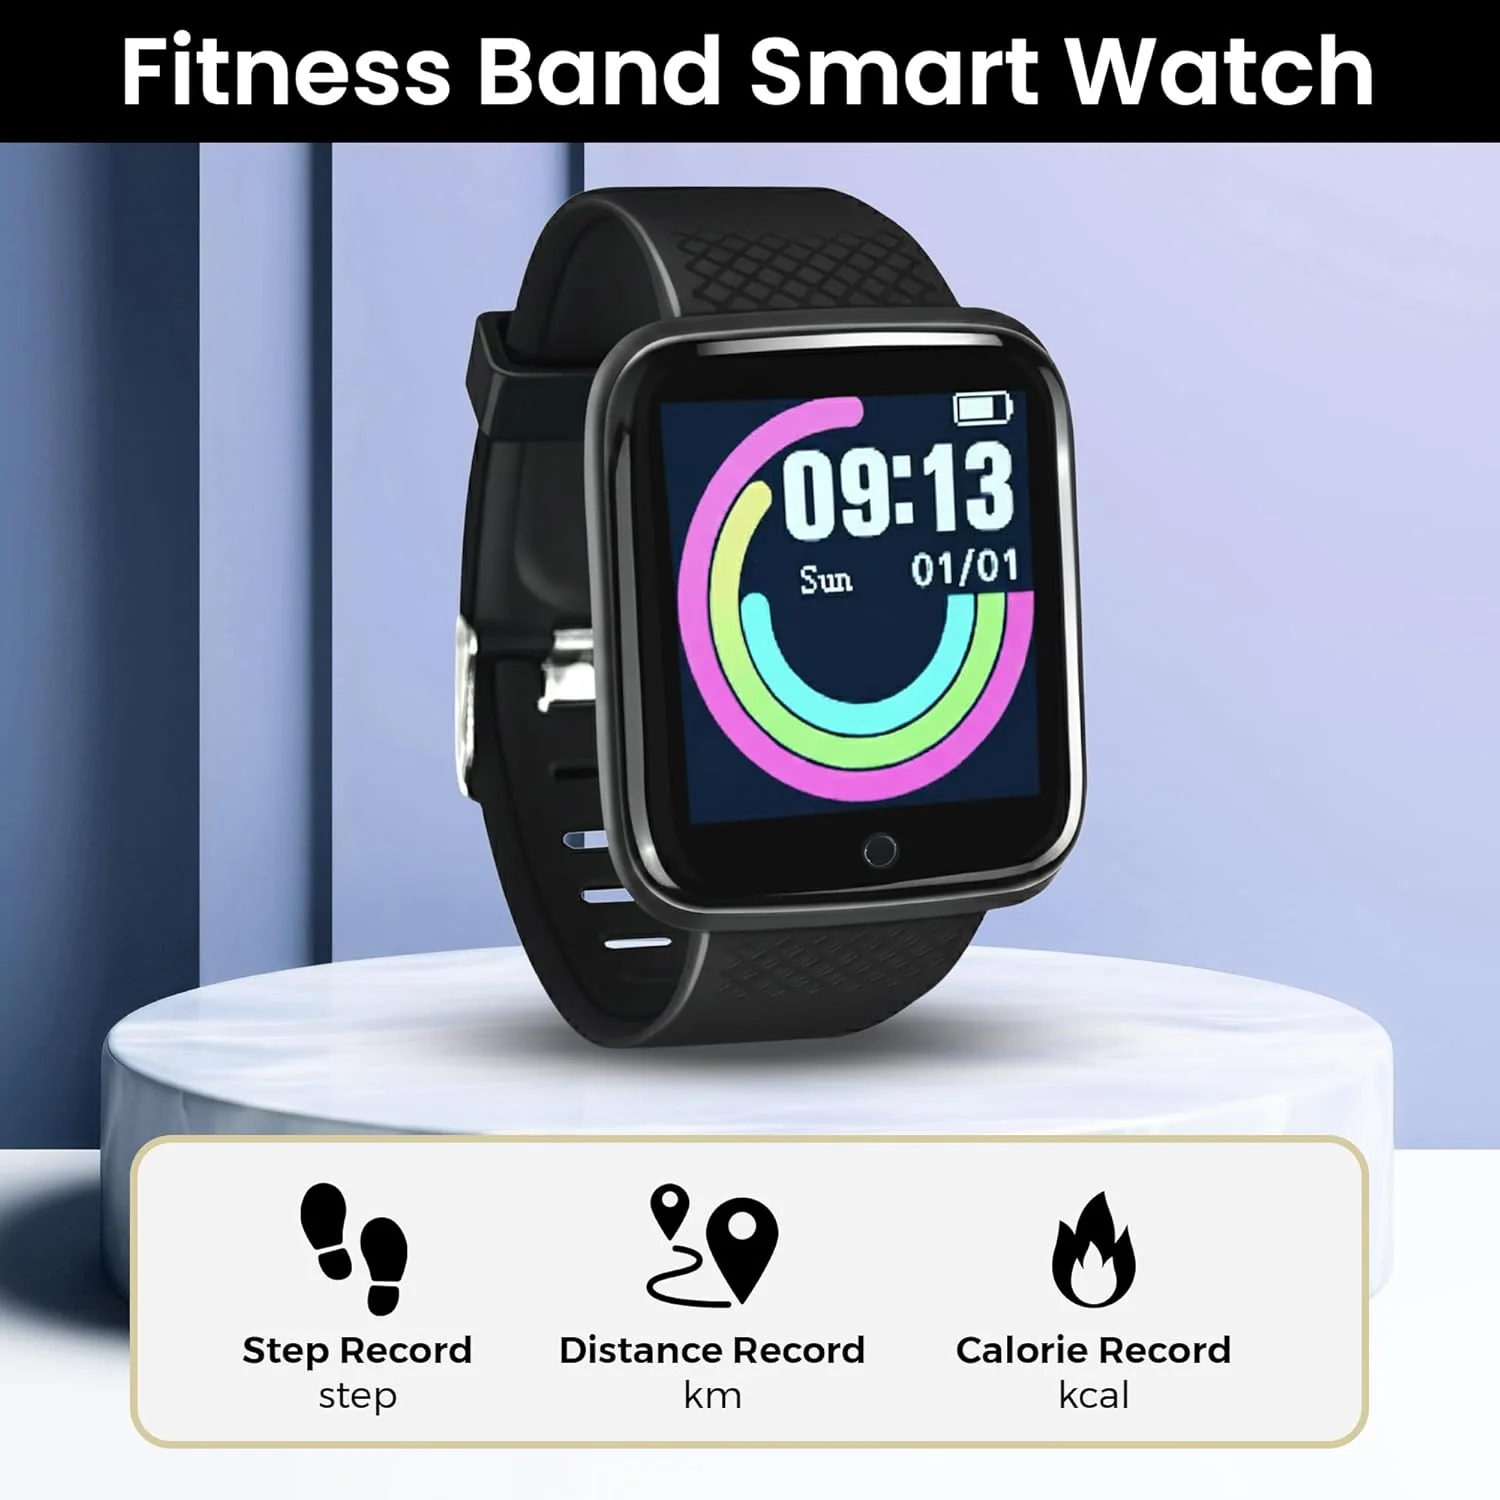 Fitness Band Smart Watch
09:13
Sun 01/01
Step Record
step
Distance Record
km
Calorie Record
kcal